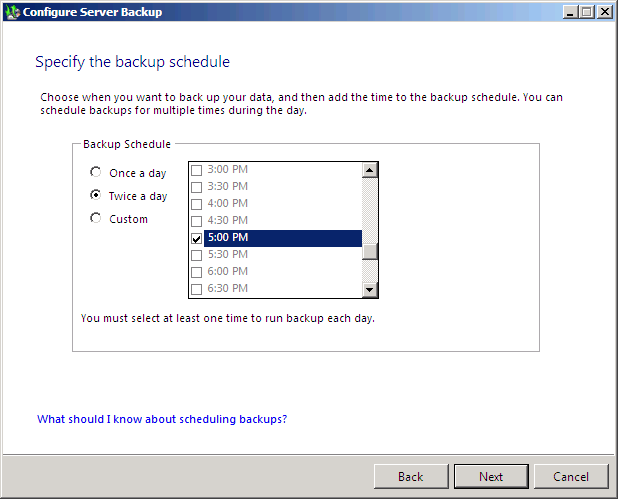 Configure Server Backup
Specify the backup schedule
Choose when you want to back up your data, and then add the time to the backup schedule. You can
schedule backups for multiple times during the day.
Backup Schedule
Once a day
Twice a day
Custom
3:00 PM
3:30 PM
4:00 PM
4:30 PM
5:00 PM
5:30 PM
6:00 PM
6:30 PM
You must select at least one time to run backup each day.
What should I know about scheduling backups?
Back
Next
Cancel